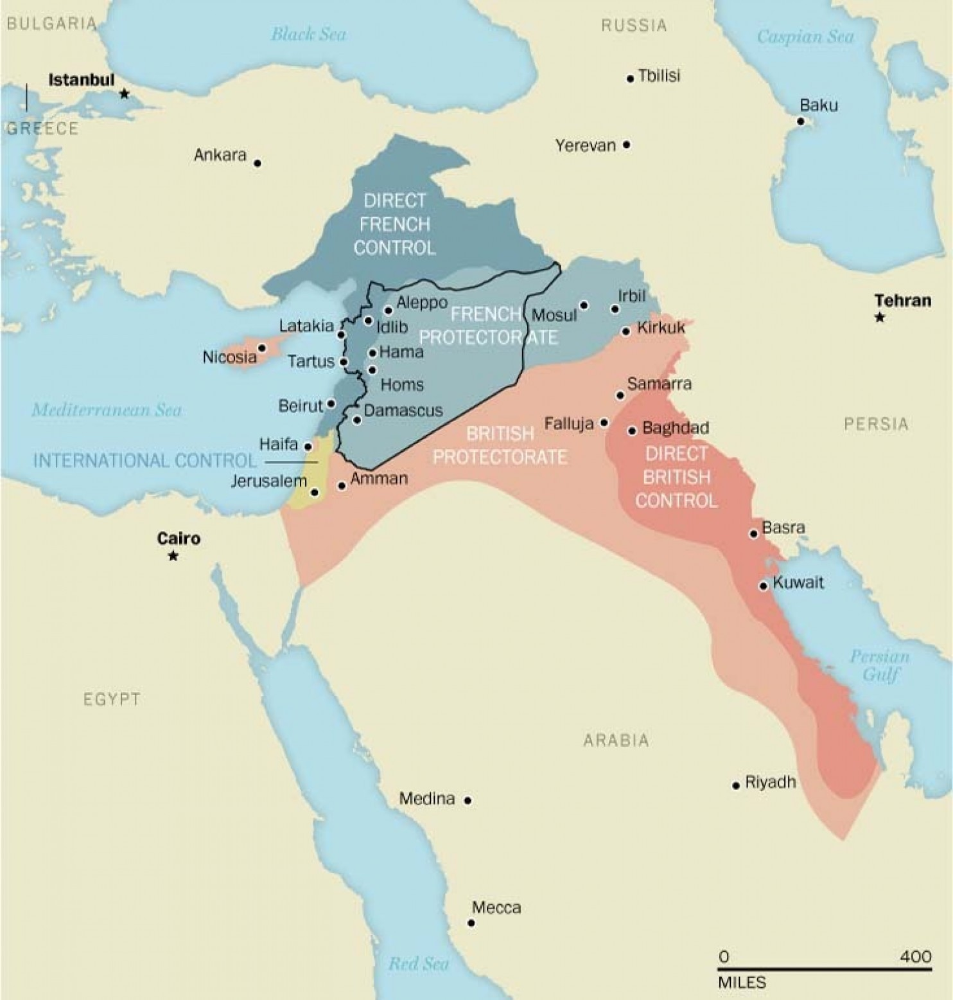 BULGARIA
Black Sea
RUSSIA
Caspian Sea
Istanbul
Tbilisi
Baku
GREECE
Ankara
Yerevan
DIRECT
FRENCH
CONTROL
Aleppo
Irbil
Tehran
FRENCH
PROTECTORATE
Mosul
Latakia
Idlib
Kirkuk
Nicosia
Tartus
Hama
Homs
Samarra
Mediterranean Sea
Beirut
Damascus
Falluja
Baghdad
PERSIA
BRITISH
PROTECTORATE
Haifa
INTERNATIONAL CONTROL
DIRECT
BRITISH
CONTROL
Jerusalem
Amman
Cairo
Basra
Kuwait
Persian
Gulf
EGYPT
ARABIA
Riyadh
Medina
Mecca
Red Sea
0 400
MILES